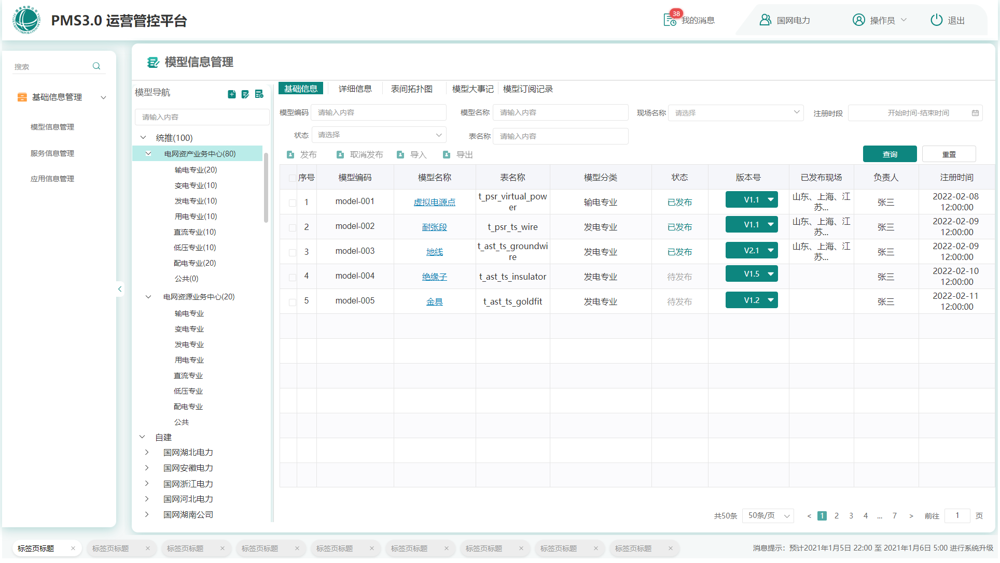 PMS3.0 运营管控平台
38
我的消息
国网电力
操作员
退出
搜索
基础信息管理
模型信息管理
服务信息管理
应用信息管理
模型信息管理
模型导航
请输入内容
统推(100)
电网资产业务中心(80)
输电专业(20)
变电专业(10)
发电专业(10)
用电专业(10)
直流专业(10)
低压专业(10)
配电专业(20)
公共(0)
电网资源业务中心(20)
输电专业
变电专业
发电专业
用电专业
直流专业
低压专业
配电专业
公共
自建
国网湖北电力
国网安徽电力
国网浙江电力
国网河北电力
国网湖南公司
基础信息 详细信息 表间拓扑图 模型大事记 模型订阅记录
模型编码 请输入内容 模型名称 请输入内容 现场名称 请选择 注册时段 开始时间-结束时间
状态 请选择 表名称 请输入内容
发布 取消发布 导入 导出 查询 重置
序号 模型编码 模型名称 表名称 模型分类 状态 版本号 已发布现场 负责人 注册时间
1 model-001 虚拟电源点 t_psr_virtual_power 输电专业 已发布 V1.1 山东、上海、江苏... 张三 2022-02-08 12:00:00
2 model-002 耐张段 t_psr_ts_wire 发电专业 已发布 V1.1 山东、上海、江苏... 张三 2022-02-09 12:00:00
3 model-003 地线 t_ast_ts_groundwire 发电专业 已发布 V2.1 山东、上海、江苏... 张三 2022-02-09 12:00:00
4 model-004 绝缘子 t_ast_ts_insulator 发电专业 待发布 V1.5 张三 2022-02-10 12:00:00
5 model-005 金具 t_ast_ts_goldfit 发电专业 待发布 V1.2 张三 2022-02-11 12:00:00
共50条 50条/页 < 1 2 3 4 ... 7 > 前往 1 页
标签页标题 × 标签页标题 × 标签页标题 × 标签页标题 × 标签页标题 × 标签页标题 × 标签页标题 × 标签页标题 × 标签页标题 ×
消息提示：预计2021年1月5日 22:00 至 2021年1月6日 5:00 进行系统升级